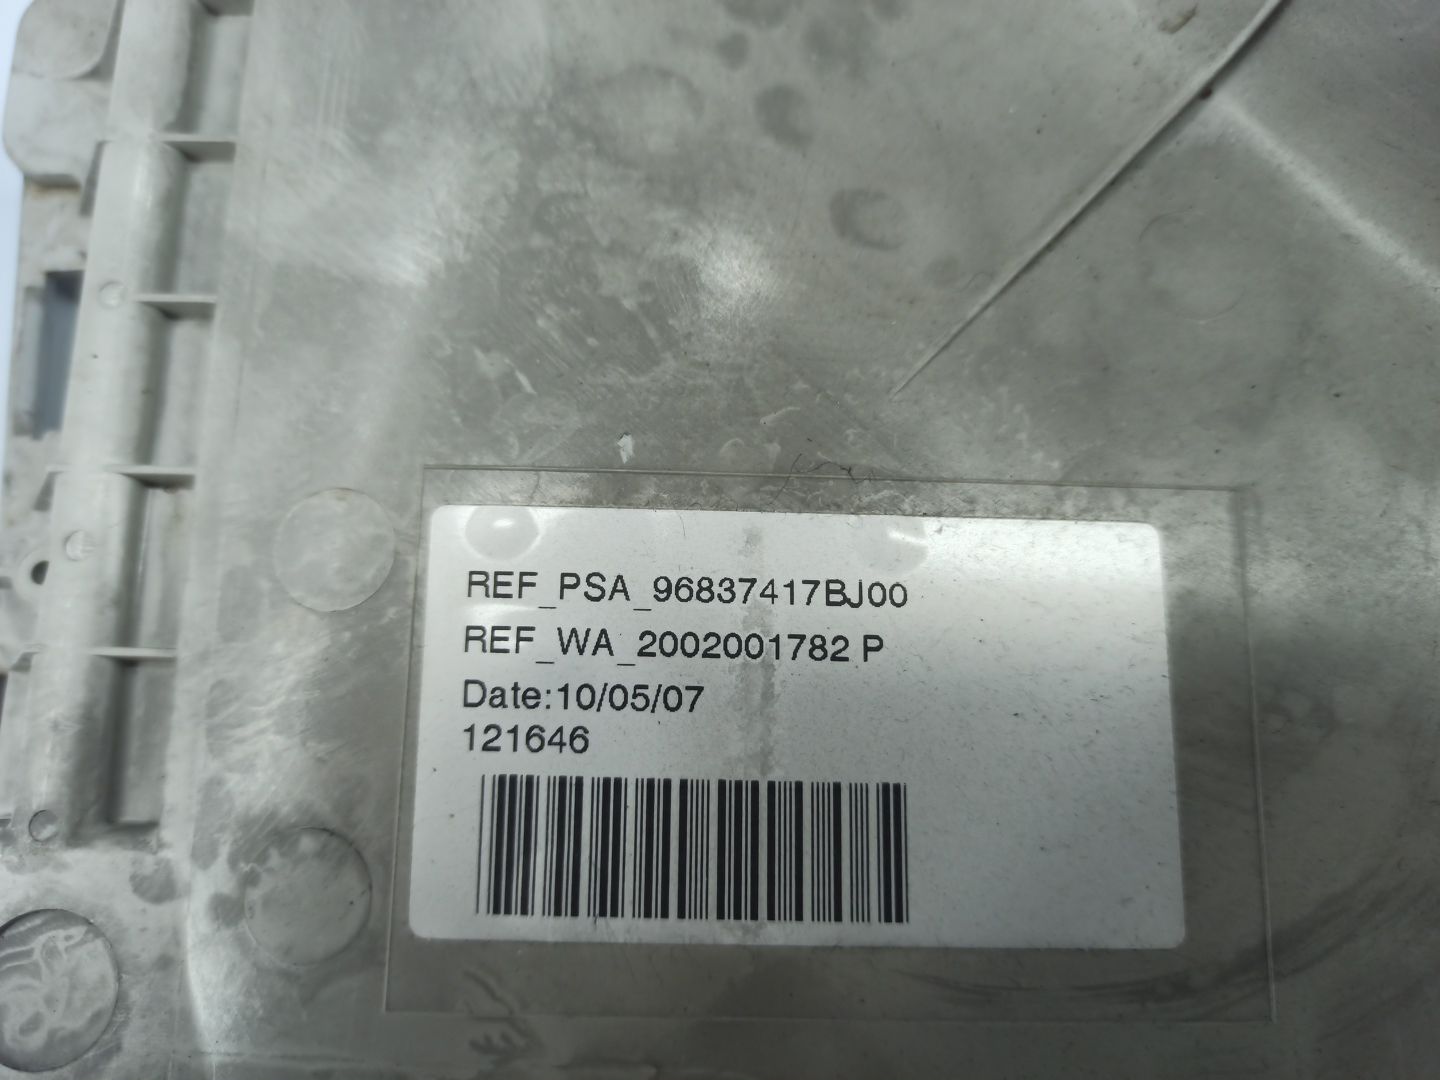 REF_PSA_96837417BJ00
REF_WA_2002001782 P
Date:10/05/07
121646